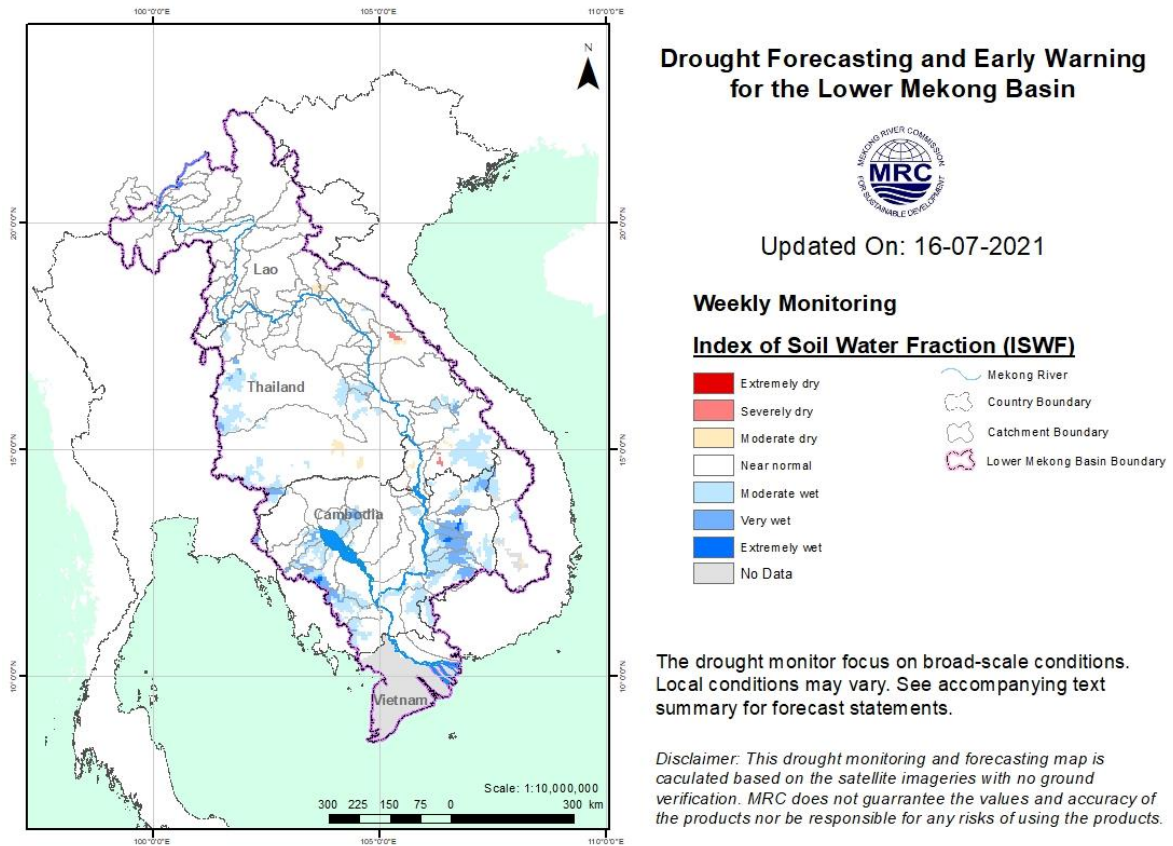 100°0'0"E 105°0'0"E 110°0'0"E
N
20°0'0"N
20°0'0"N
Lao
Thailand
15°0'0"N
15°0'0"N
Cambodia
10°0'0"N
10°0'0"N
Vietnam
Scale: 1:10,000,000
300 225 150 75 0 300 km
100°0'0"E 105°0'0"E 110°0'0"E
Drought Forecasting and Early Warning
for the Lower Mekong Basin
MEKONG RIVER COMMISSION
MRC
FOR SUSTAINABLE DEVELOPMENT
Updated On: 16-07-2021
Weekly Monitoring
Index of Soil Water Fraction (ISWF)
Extremely dry
Severely dry
Moderate dry
Near normal
Moderate wet
Very wet
Extremely wet
No Data
Mekong River
Country Boundary
Catchment Boundary
Lower Mekong Basin Boundary
The drought monitor focus on broad-scale conditions.
Local conditions may vary. See accompanying text
summary for forecast statements.
Disclaimer: This drought monitoring and forecasting map is
caculated based on the satellite imageries with no ground
verification. MRC does not guarrantee the values and accuracy of
the products nor be responsible for any risks of using the products.